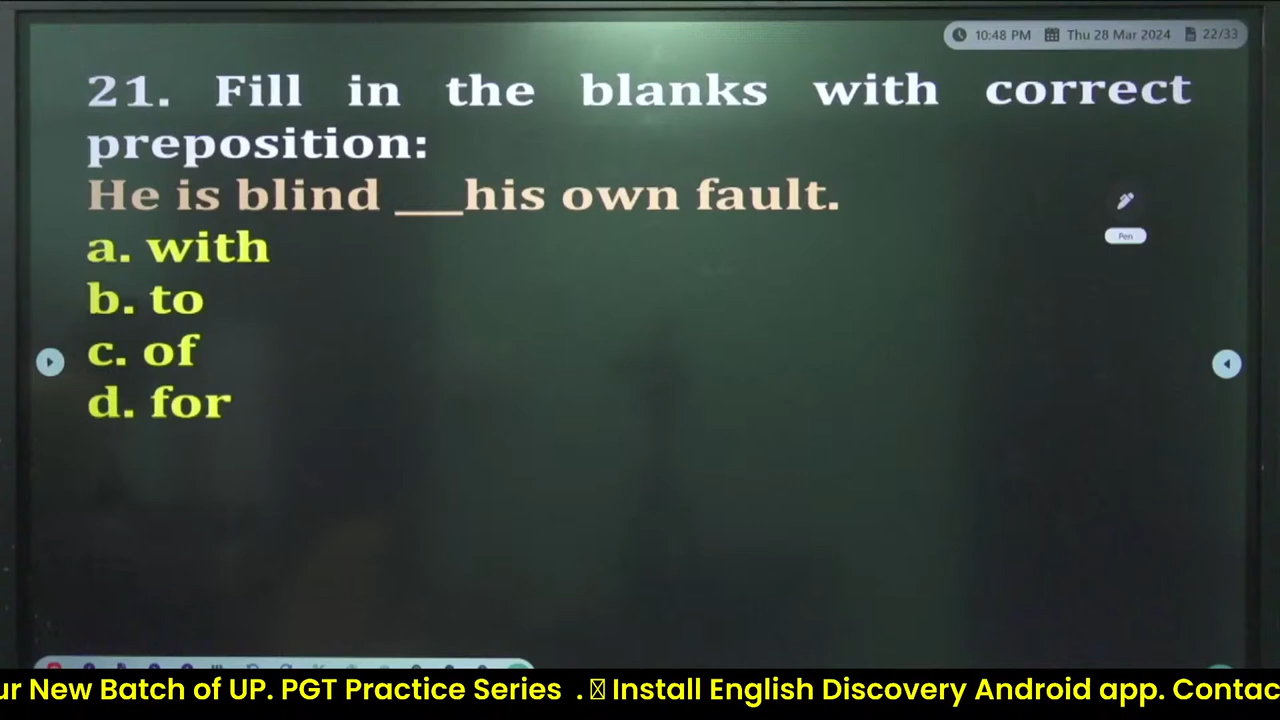 10:48 PM Thu 28 Mar 2024 22/33
21. Fill in the blanks with correct
preposition:
He is blind ___his own fault.
Pen
a. with
b. to
c. of
d. for
ur New Batch of UP. PGT Practice Series . Install English Discovery Android app. Contac